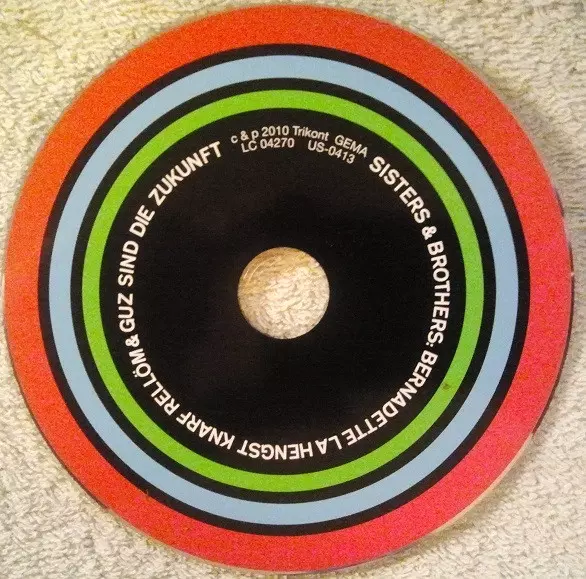 c & p 2010 Trikont GEMA
LC 04270 US-0413
SISTERS & BROTHERS: BERNADETTE LA HENGST KNARF RELLÖM & GUZ SIND DIE ZUKUNFT